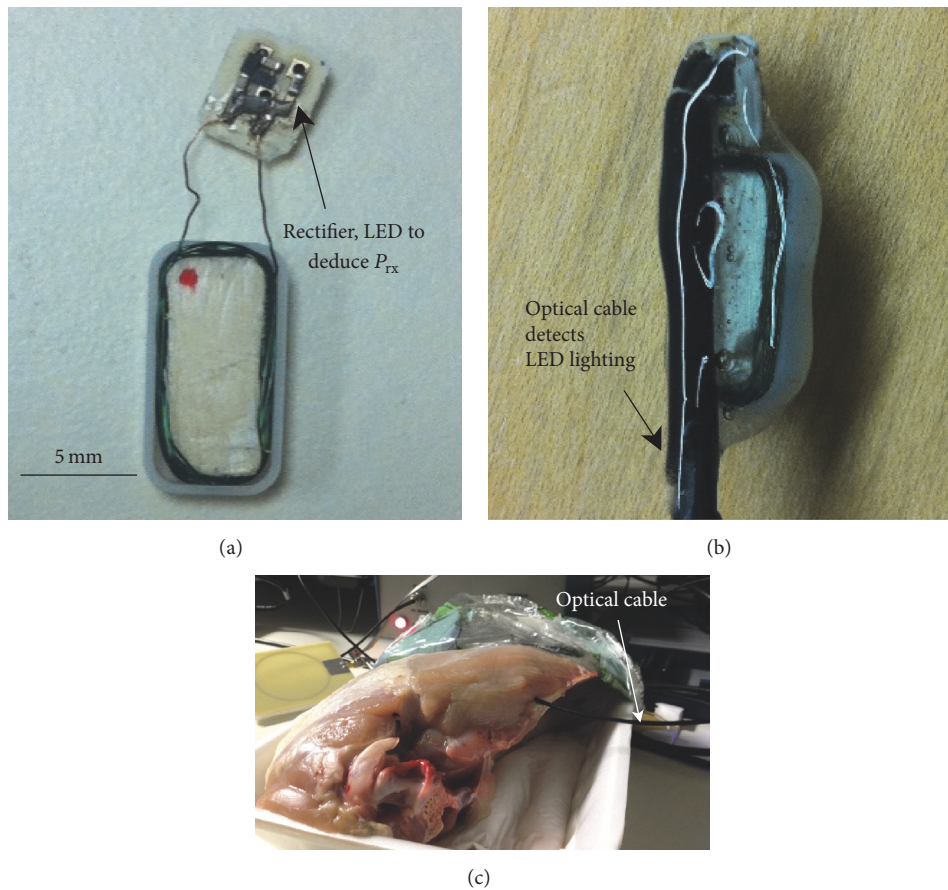 Rectifier, LED to
deduce P_rx
5 mm
Optical cable
detects
LED lighting
(a)
(b)
Optical cable
(c)